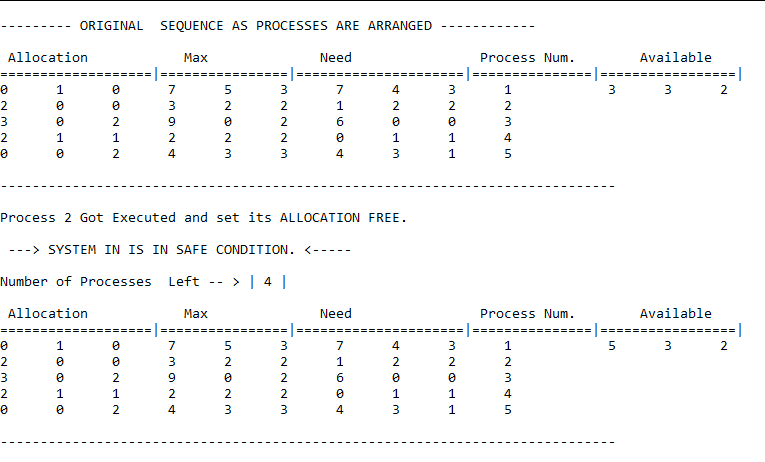 --------- ORIGINAL  SEQUENCE AS PROCESSES ARE ARRANGED ------------
 Allocation            Max              Need                Process Num.        Available
===================|================|=====================|===============|=================|
0      1      0     7      5      3     7      4      3     1            3      3      2
2      0      0     3      2      2     1      2      2     2
3      0      2     9      0      2     6      0      0     3
2      1      1     2      2      2     0      1      1     4
0      0      2     4      3      3     4      3      1     5
-----------------------------------------------------------------------------
Process 2 Got Executed and set its ALLOCATION FREE.
 ---> SYSTEM IN IS IN SAFE CONDITION. <-----
Number of Processes  Left -- > | 4 |
 Allocation            Max              Need                Process Num.        Available
===================|================|=====================|===============|=================|
0      1      0     7      5      3     7      4      3     1            5      3      2
2      0      0     3      2      2     1      2      2     2
3      0      2     9      0      2     6      0      0     3
2      1      1     2      2      2     0      1      1     4
0      0      2     4      3      3     4      3      1     5
-----------------------------------------------------------------------------